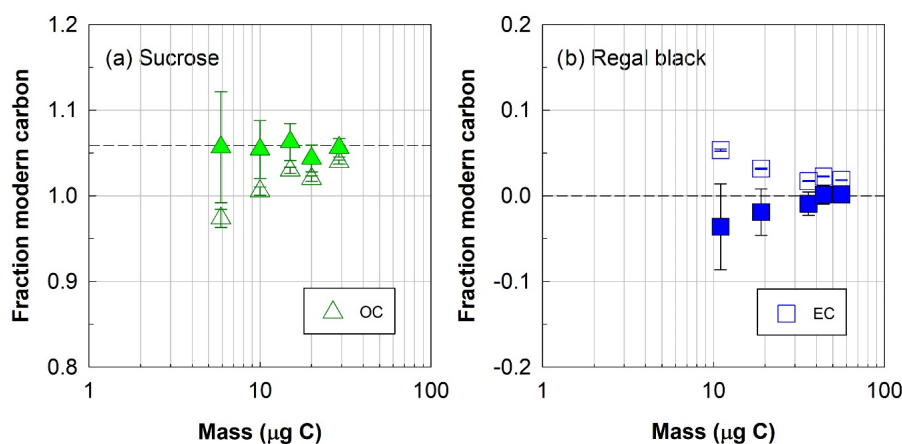 1.2
1.1
1.0
0.9
0.8
Fraction modern carbon
(a) Sucrose
OC
1
10
100
Mass (µg C)
0.2
0.1
0.0
-0.1
-0.2
Fraction modern carbon
(b) Regal black
EC
1
10
100
Mass (µg C)